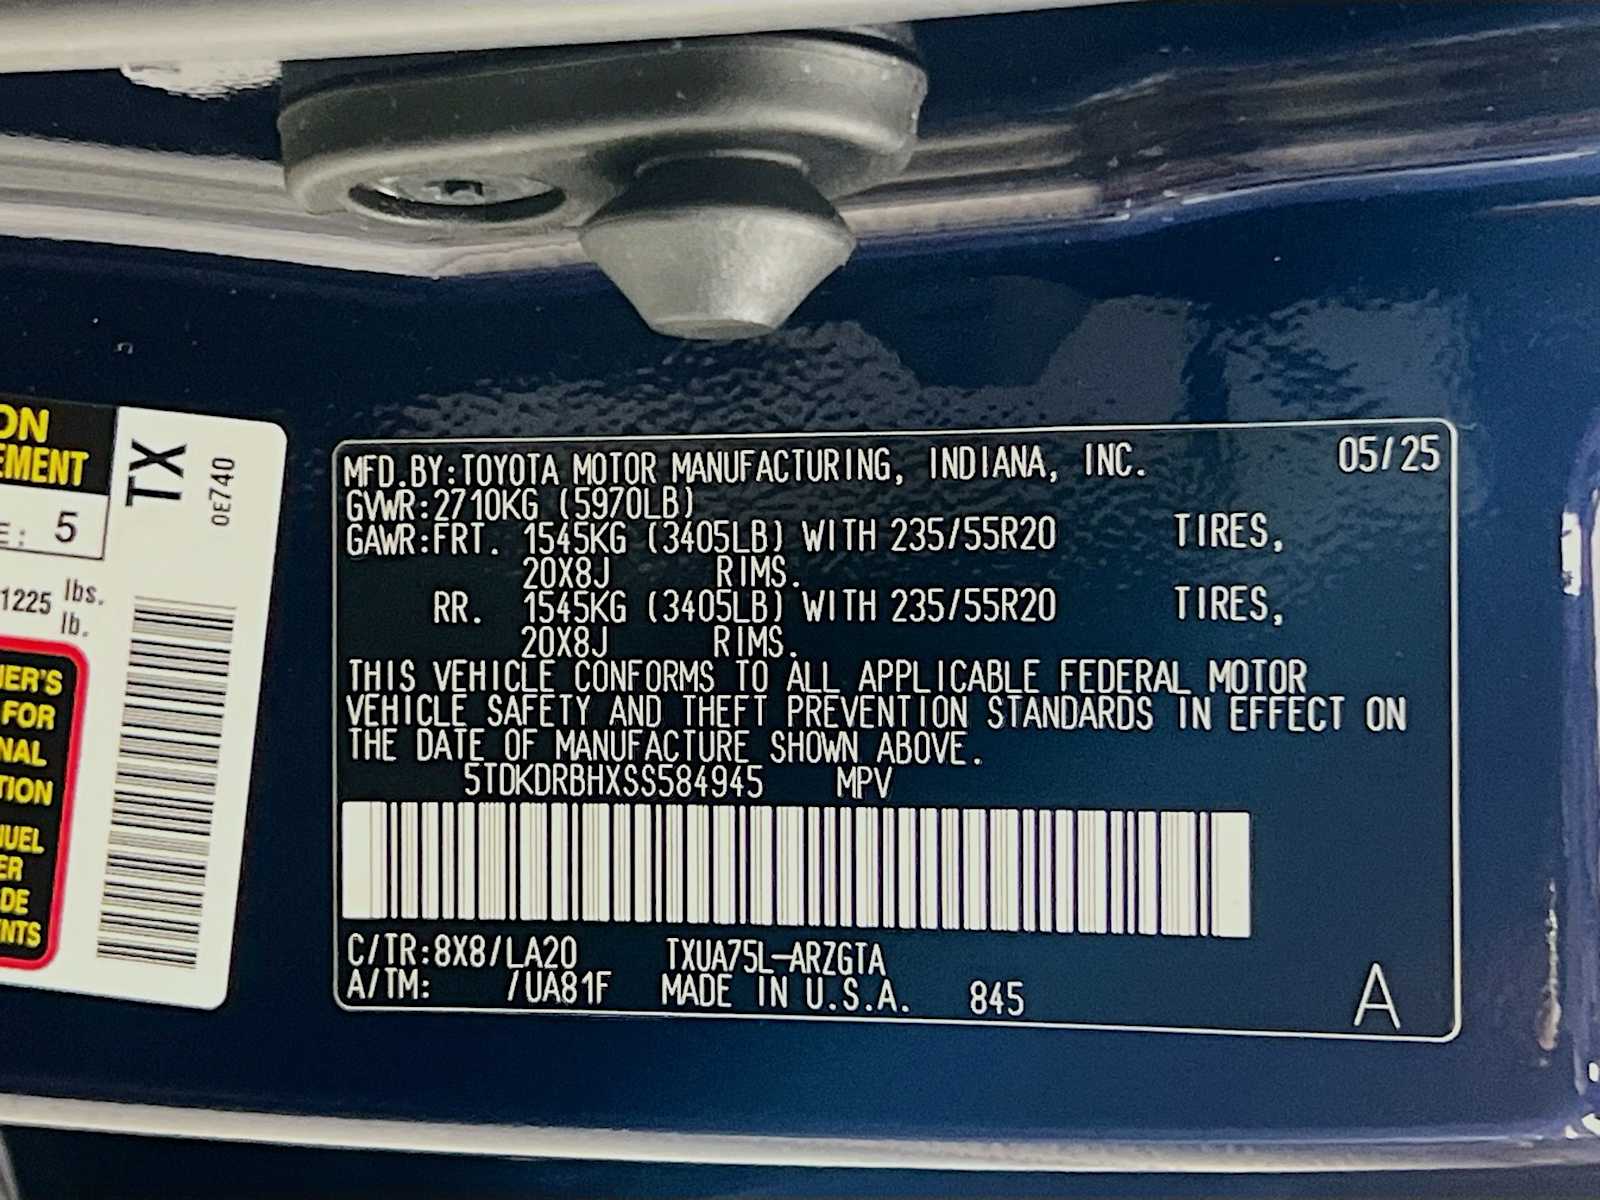 ON
EMENT
E: 5
1225 lbs.
lb.
FOR
TX
0E740
MFD.BY:TOYOTA MOTOR MANUFACTURING, INDIANA, INC. 05/25
GVWR:2710KG (5970LB)
GAWR:FRT. 1545KG (3405LB) WITH 235/55R20 TIRES,
20X8J RIMS.
RR. 1545KG (3405LB) WITH 235/55R20 TIRES,
20X8J RIMS.
THIS VEHICLE CONFORMS TO ALL APPLICABLE FEDERAL MOTOR
VEHICLE SAFETY AND THEFT PREVENTION STANDARDS IN EFFECT ON
THE DATE OF MANUFACTURE SHOWN ABOVE.
5TDKDRBHXSS584945 MPV
C/TR:8X8/LA20 TXUA75L-ARZGTA
A/TM: /UA81F MADE IN U.S.A. 845 A